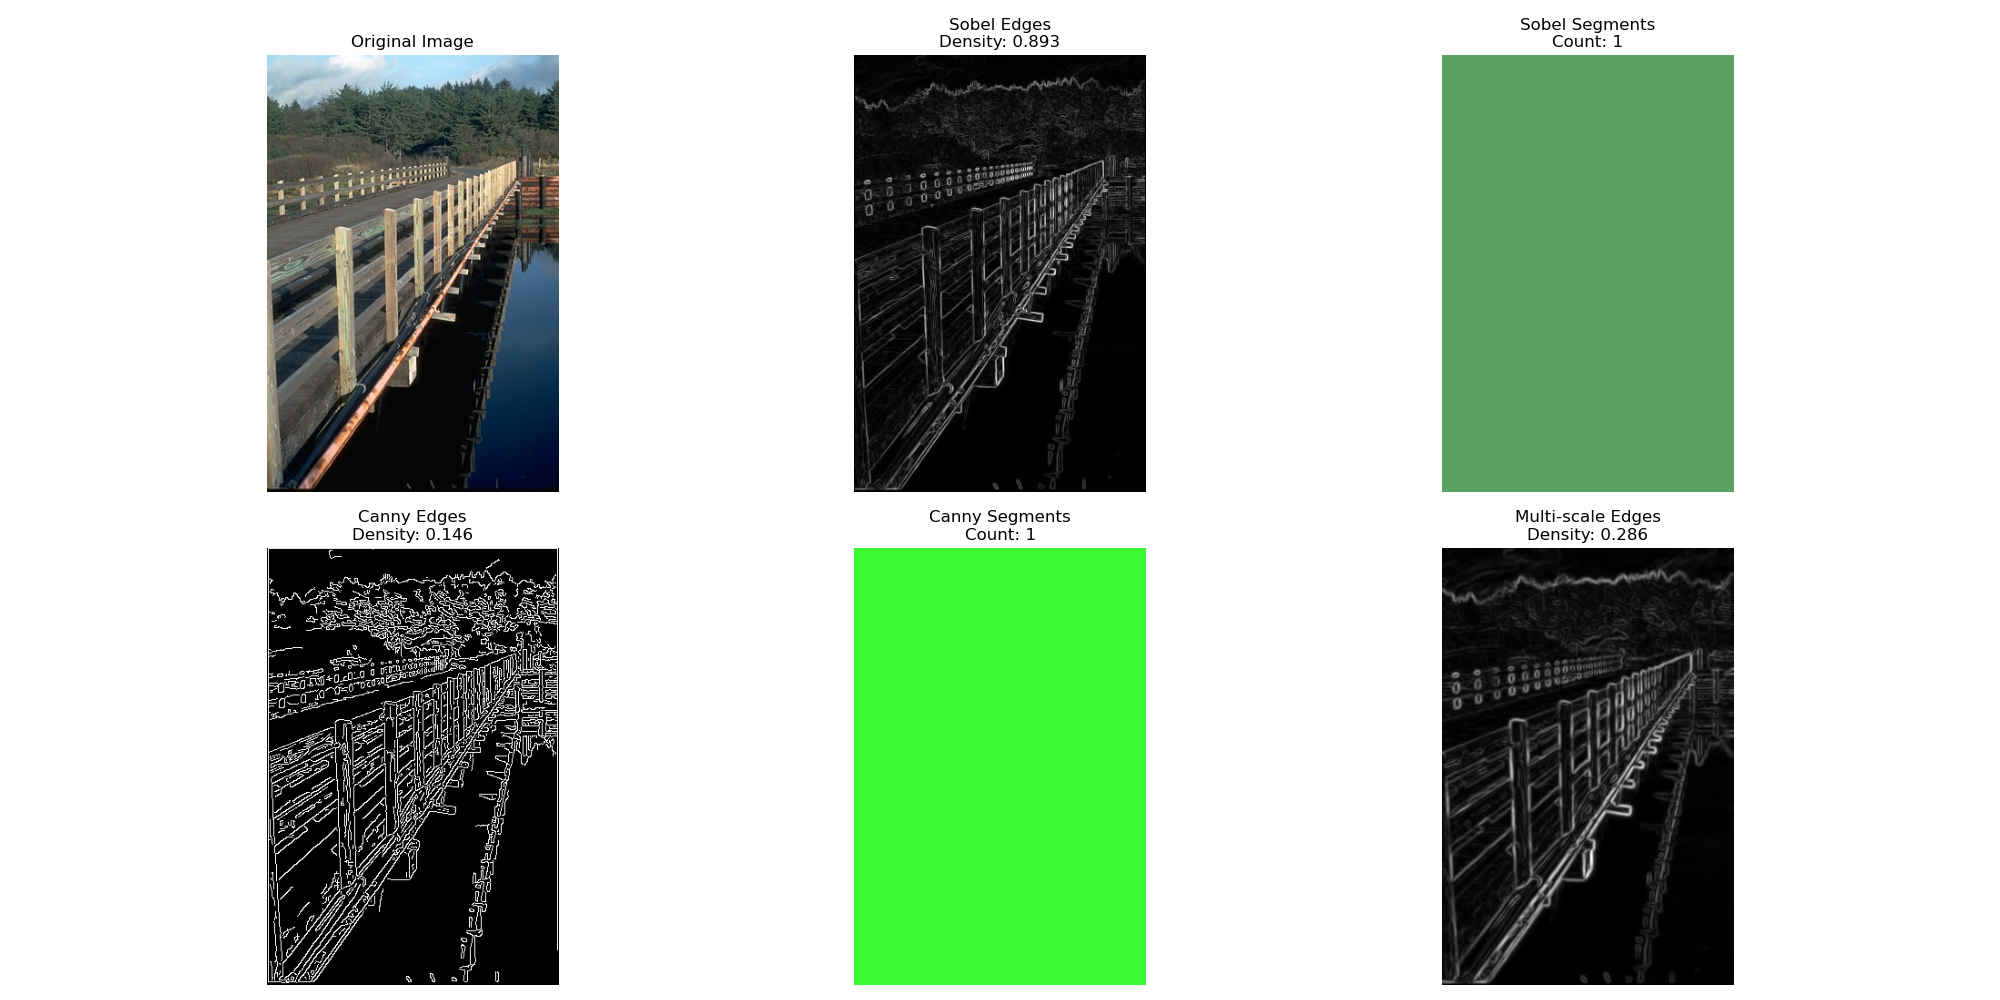 Original Image
Sobel Edges
Density: 0.893
Sobel Segments
Count: 1
Canny Edges
Density: 0.146
Canny Segments
Count: 1
Multi-scale Edges
Density: 0.286